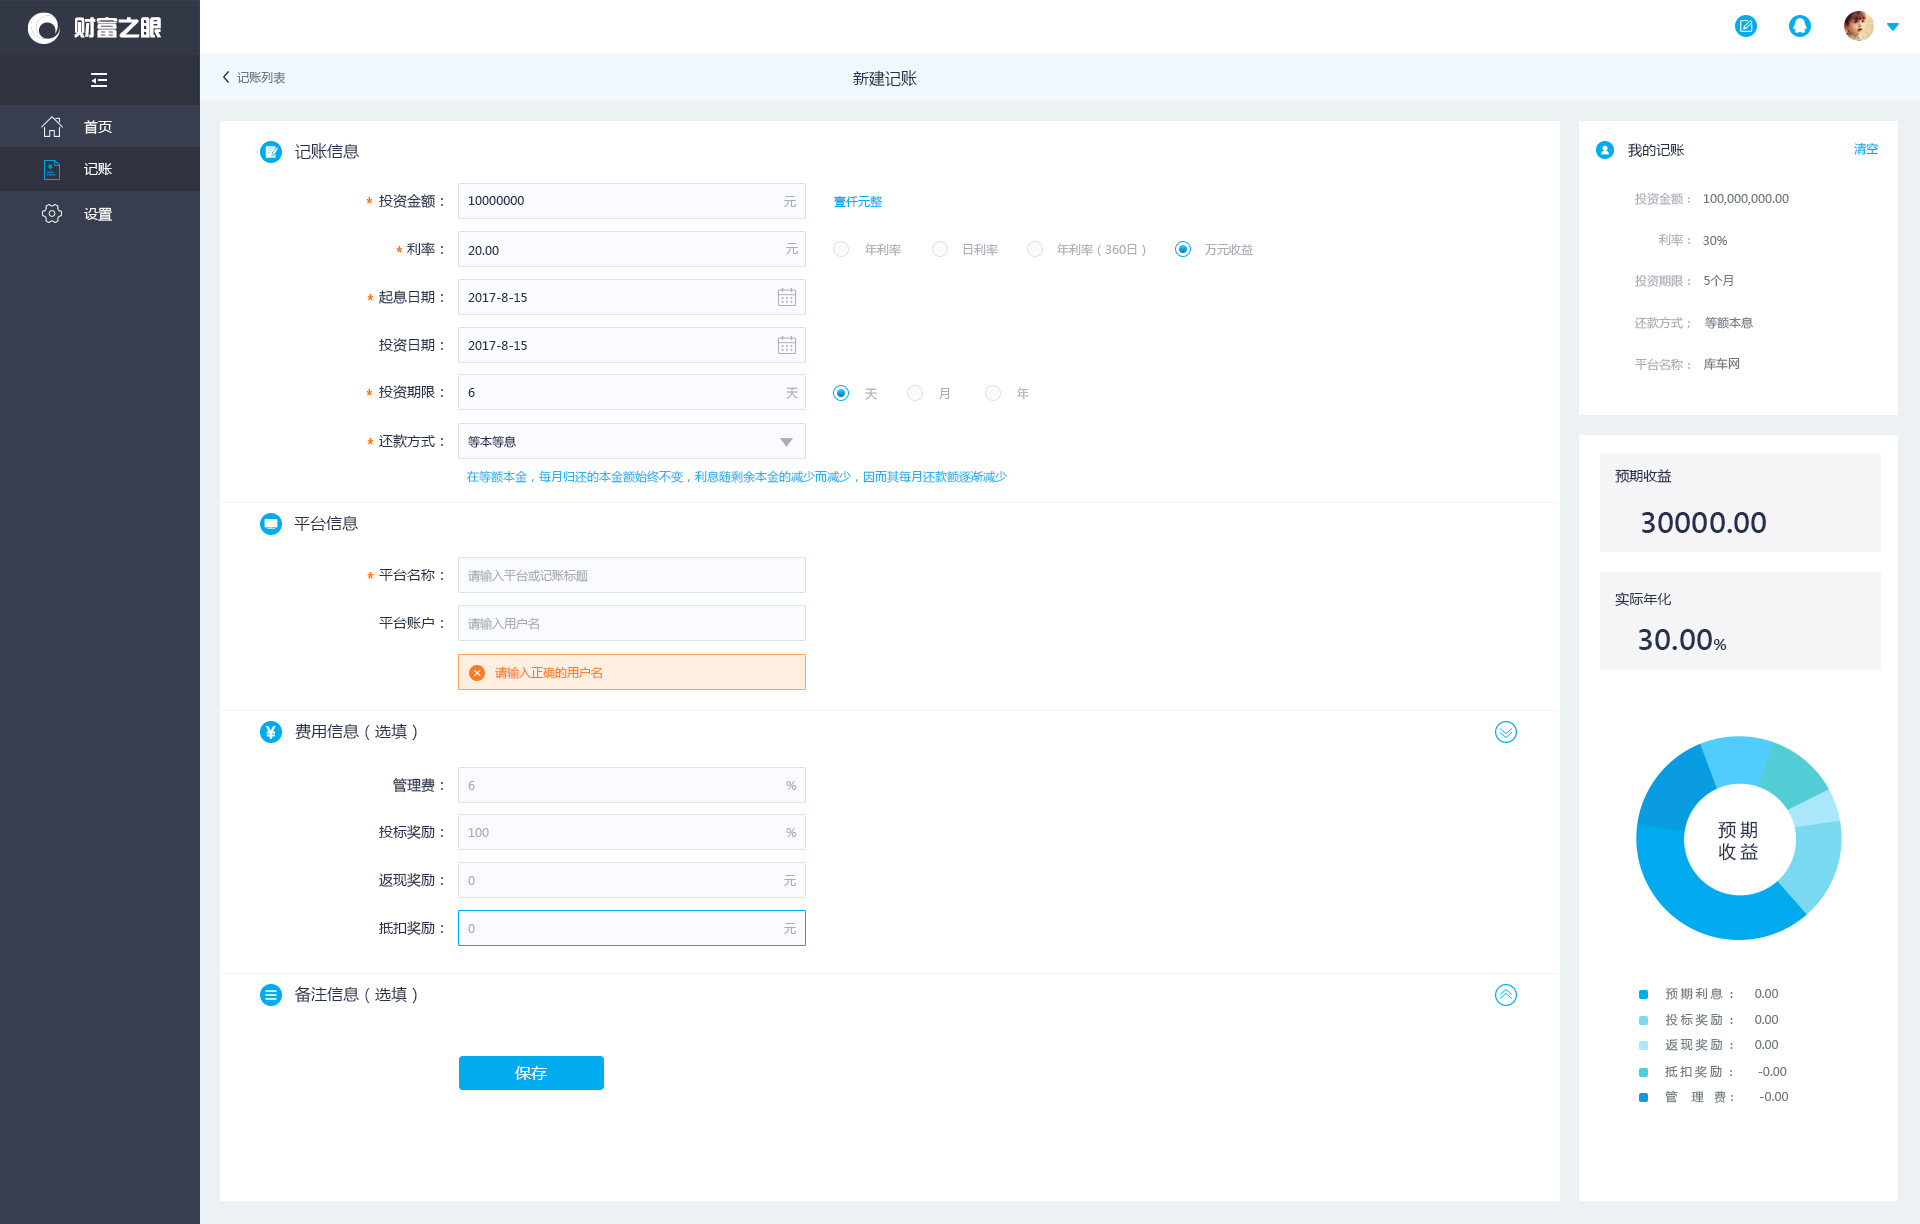 财富之眼
首页
记账
设置
记账列表
新建记账
记账信息
* 投资金额： 10000000 元 壹仟元整
* 利率： 20.00 元 年利率 日利率 年利率（360日） 万元收益
* 起息日期： 2017-8-15
投资日期： 2017-8-15
* 投资期限： 6 天 天 月 年
* 还款方式： 等本等息
在等额本金，每月归还的本金额始终不变，利息随剩余本金的减少而减少，因而其每月还款额逐渐减少
平台信息
* 平台名称： 请输入平台或记账标题
平台账户： 请输入用户名
请输入正确的用户名
¥ 费用信息（选填）
管理费： 6 %
投标奖励： 100 %
返现奖励： 0 元
抵扣奖励： 0 元
备注信息（选填）
保存
我的记账 清空
投资金额： 100,000,000.00
利率： 30%
投资期限： 5个月
还款方式： 等额本息
平台名称： 库车网
预期收益
30000.00
实际年化
30.00%
预期
收益
预期利息： 0.00
投标奖励： 0.00
返现奖励： 0.00
抵扣奖励： -0.00
管 理 费： -0.00